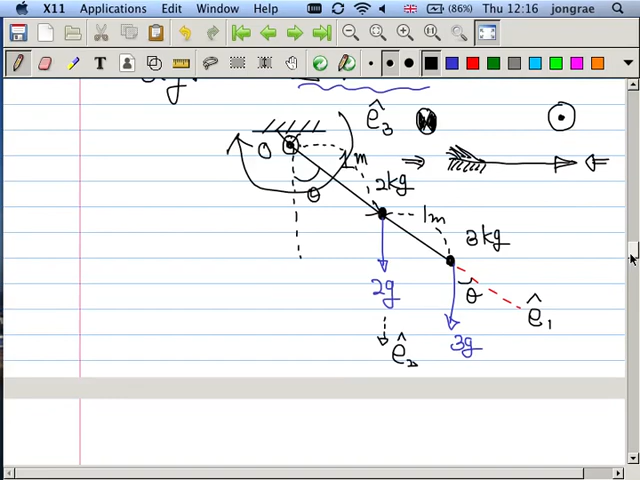 X11 Applications Edit Window Help (86%) Thu 12:16 jongrae
T
ê3
O
1m
θ
2kg
1m
3kg
2g
θ
ê1
3g
ê2